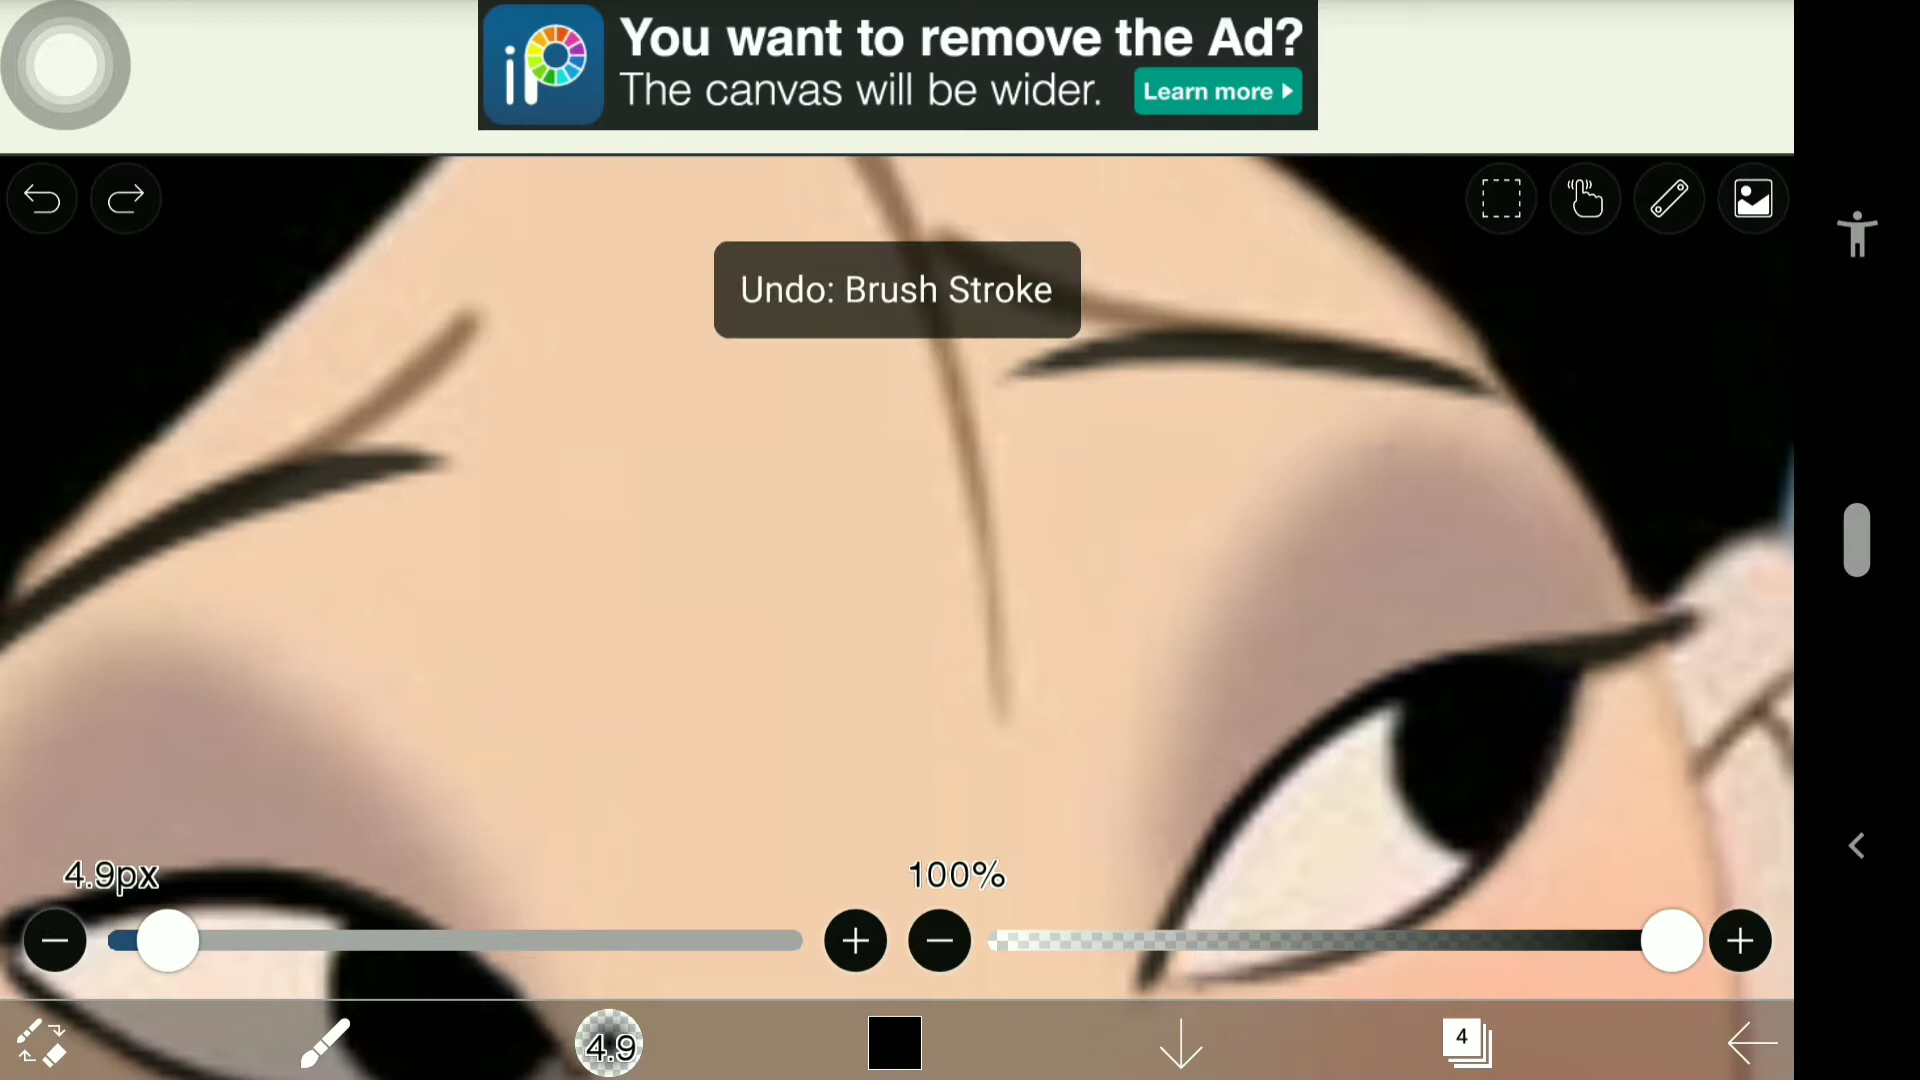 iP
You want to remove the Ad?
The canvas will be wider.
Learn more
Undo: Brush Stroke
4.9px
100%
4.9
4